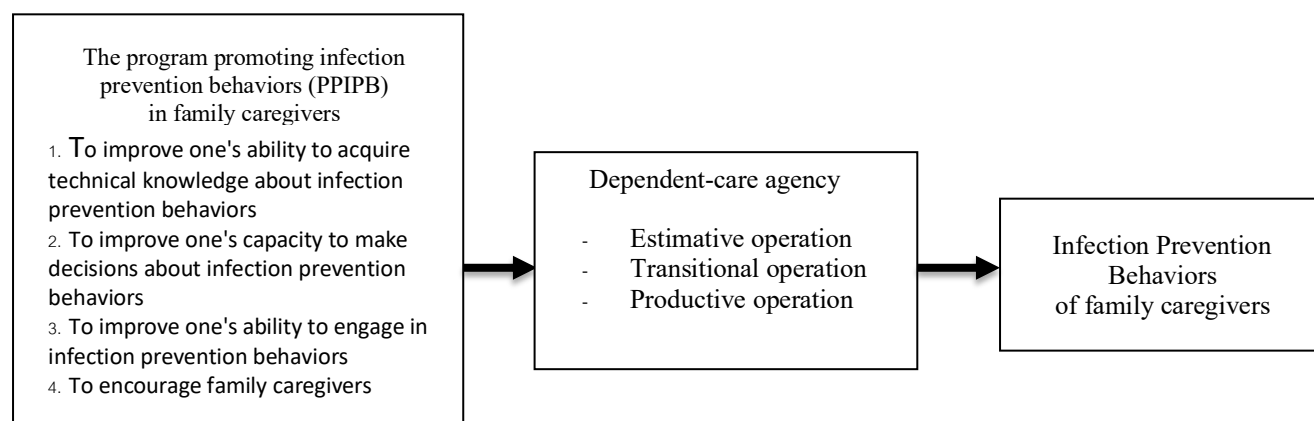 The program promoting infection
prevention behaviors (PPIPB)
in family caregivers
1. To improve one's ability to acquire
technical knowledge about infection
prevention behaviors
2. To improve one's capacity to make
decisions about infection prevention
behaviors
3. To improve one's ability to engage in
infection prevention behaviors
4. To encourage family caregivers
Dependent-care agency
- Estimative operation
- Transitional operation
- Productive operation
Infection Prevention
Behaviors
of family caregivers